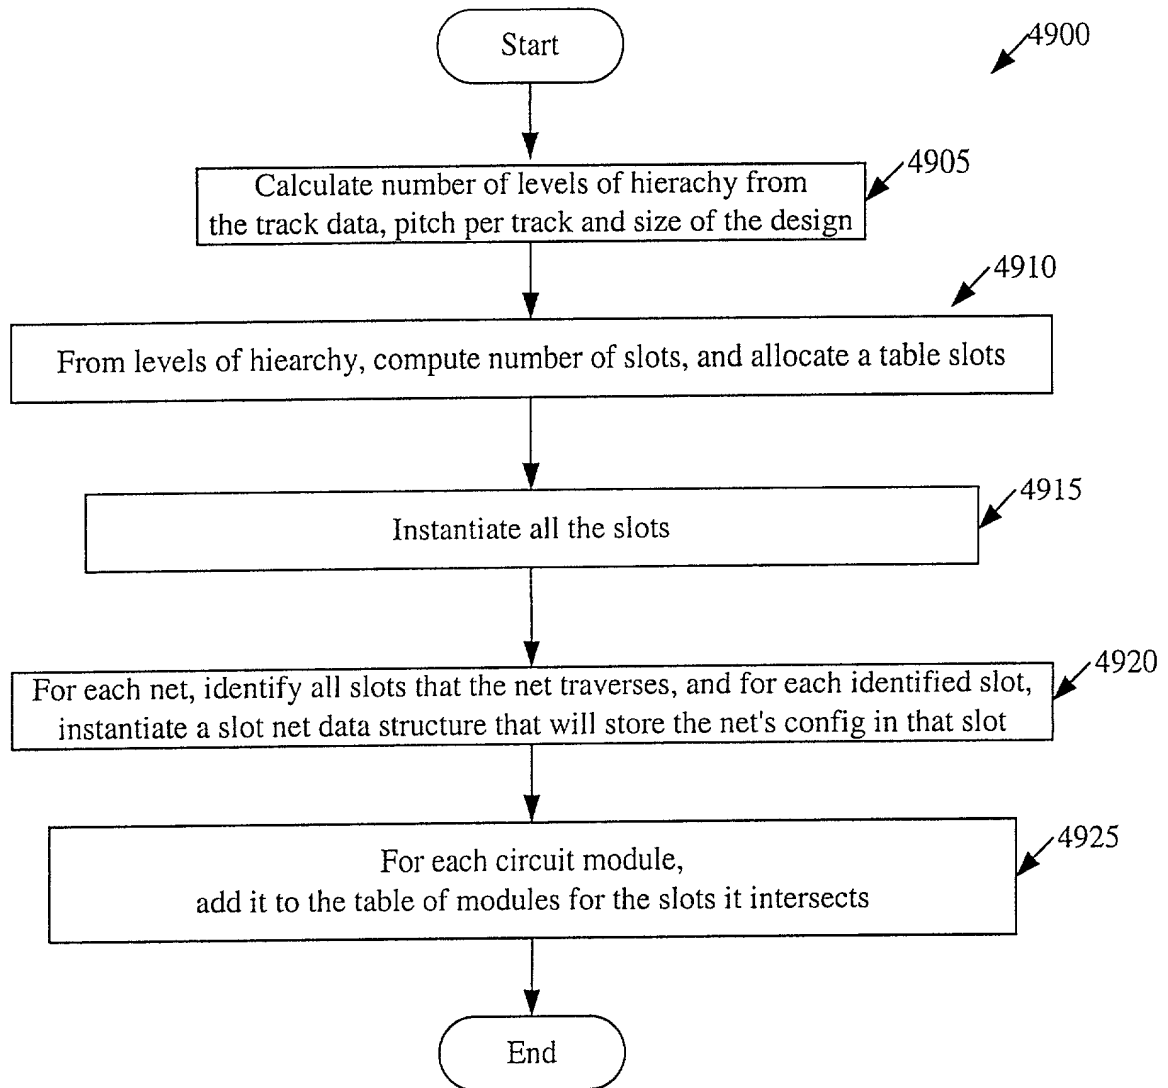 Start
4900
4905
Calculate number of levels of hierachy from
the track data, pitch per track and size of the design
4910
From levels of hiearchy, compute number of slots, and allocate a table slots
4915
Instantiate all the slots
4920
For each net, identify all slots that the net traverses, and for each identified slot,
instantiate a slot net data structure that will store the net's config in that slot
4925
For each circuit module,
add it to the table of modules for the slots it intersects
End